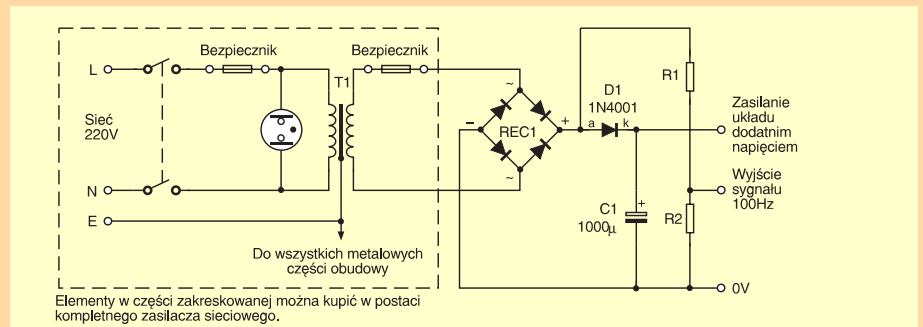 Bezpiecznik
Bezpiecznik
L
T1
R1
D1
1N4001
Zasilanie
układu
dodatnim
napięciem
Sieć
220V
~
–
REC1
+
a
k
Wyjście
sygnału
100Hz
N
~
C1
1000µ
+
R2
E
Do wszystkich metalowych
części obudowy
0V
Elementy w części zakreskowanej można kupić w postaci
kompletnego zasilacza sieciowego.